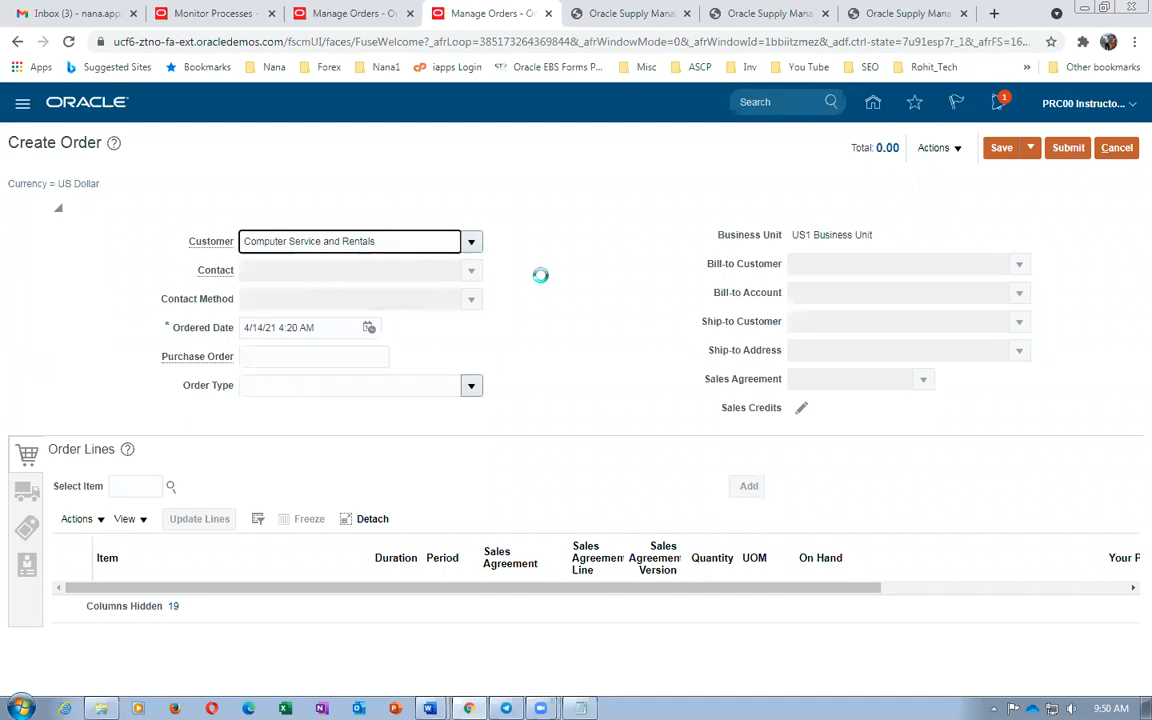 Inbox (3) - nana.app
Monitor Processes -
Manage Orders - Or
Manage Orders - Or
Oracle Supply Mana
Oracle Supply Mana
Oracle Supply Mana
ucf6-ztno-fa-ext.oracledemos.com/fscmUI/faces/FuseWelcome?_afrLoop=385173264369844&_afrWindowMode=0&_afrWindowId=1bbiitzmez&_adf.ctrl-state=7u91esp7r_1&_afrFS=16...
Apps
Suggested Sites
Bookmarks
Nana
Forex
Nana1
iapps Login
Oracle EBS Forms P...
Misc
ASCP
Inv
You Tube
SEO
Rohit_Tech
»
Other bookmarks
ORACLE
Search
1
PRC00 Instructo...
Create Order
Total: 0.00
Actions
Save
Submit
Cancel
Currency = US Dollar
Customer Computer Service and Rentals
Business Unit US1 Business Unit
Contact
Bill-to Customer
Contact Method
Bill-to Account
* Ordered Date 4/14/21 4:20 AM
Ship-to Customer
Purchase Order
Ship-to Address
Order Type
Sales Agreement
Sales Credits
Order Lines
Select Item
Add
Actions
View
Update Lines
Freeze
Detach
Item
Duration
Period
Sales Agreement
Sales Agreement Line
Sales Agreement Version
Quantity
UOM
On Hand
Your P
Columns Hidden 19
9:50 AM